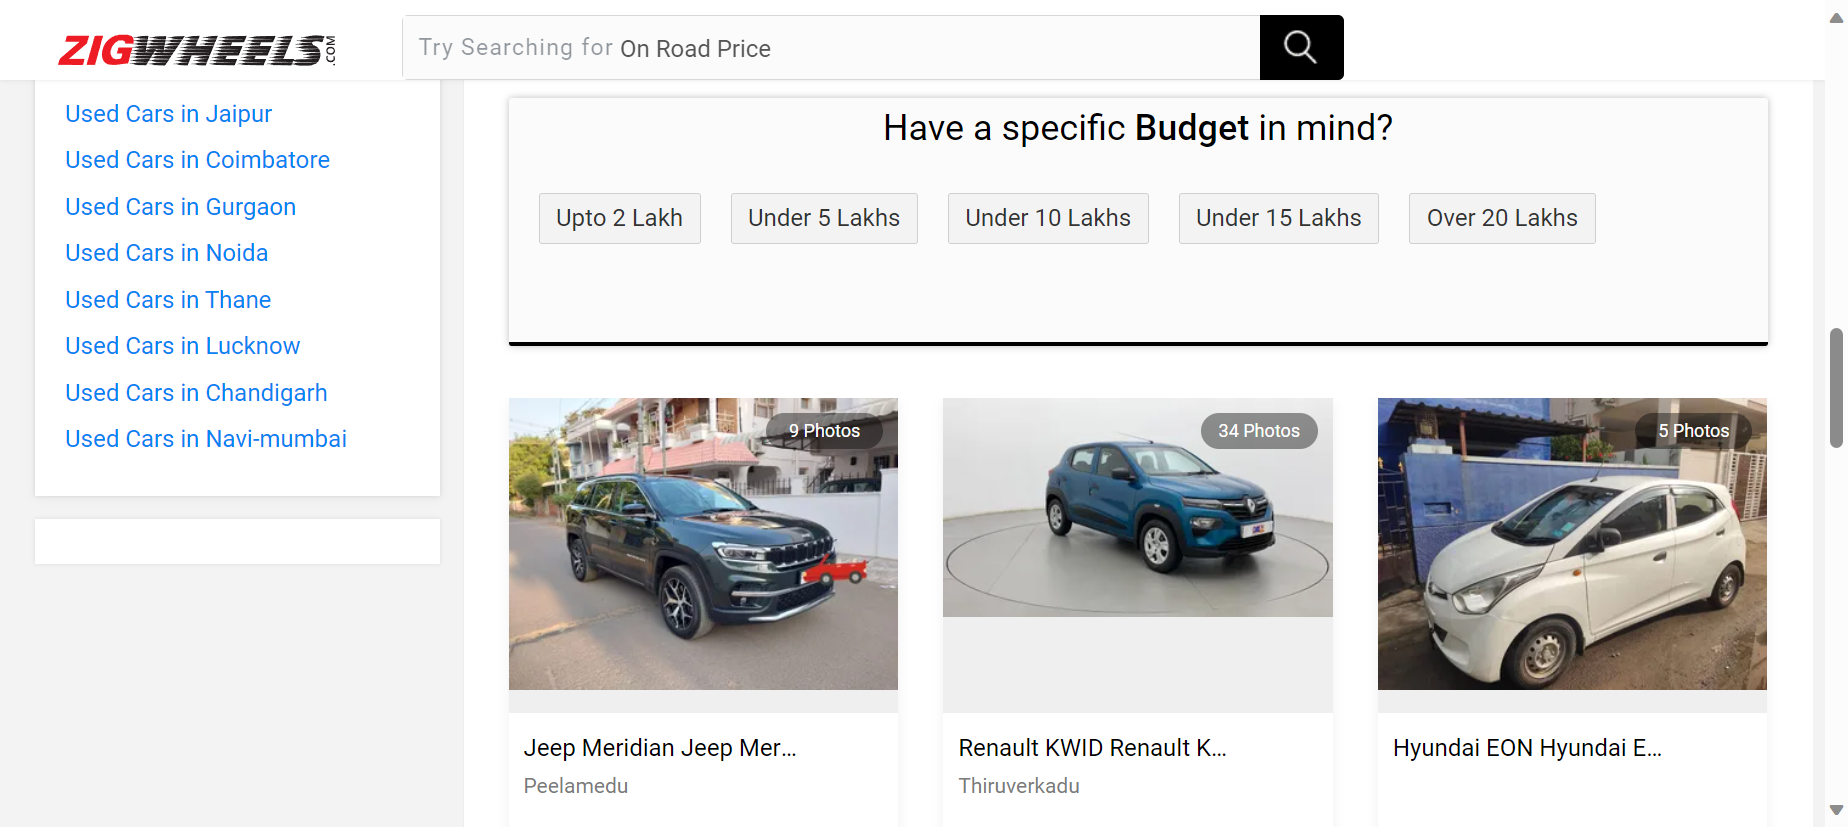 ZIGWHEELS.COM
Try Searching for On Road Price
Used Cars in Jaipur
Used Cars in Coimbatore
Used Cars in Gurgaon
Used Cars in Noida
Used Cars in Thane
Used Cars in Lucknow
Used Cars in Chandigarh
Used Cars in Navi-mumbai
Have a specific Budget in mind?
Upto 2 Lakh
Under 5 Lakhs
Under 10 Lakhs
Under 15 Lakhs
Over 20 Lakhs
9 Photos
34 Photos
5 Photos
Jeep Meridian Jeep Mer...
Peelamedu
Renault KWID Renault K...
Thiruverkadu
Hyundai EON Hyundai E...